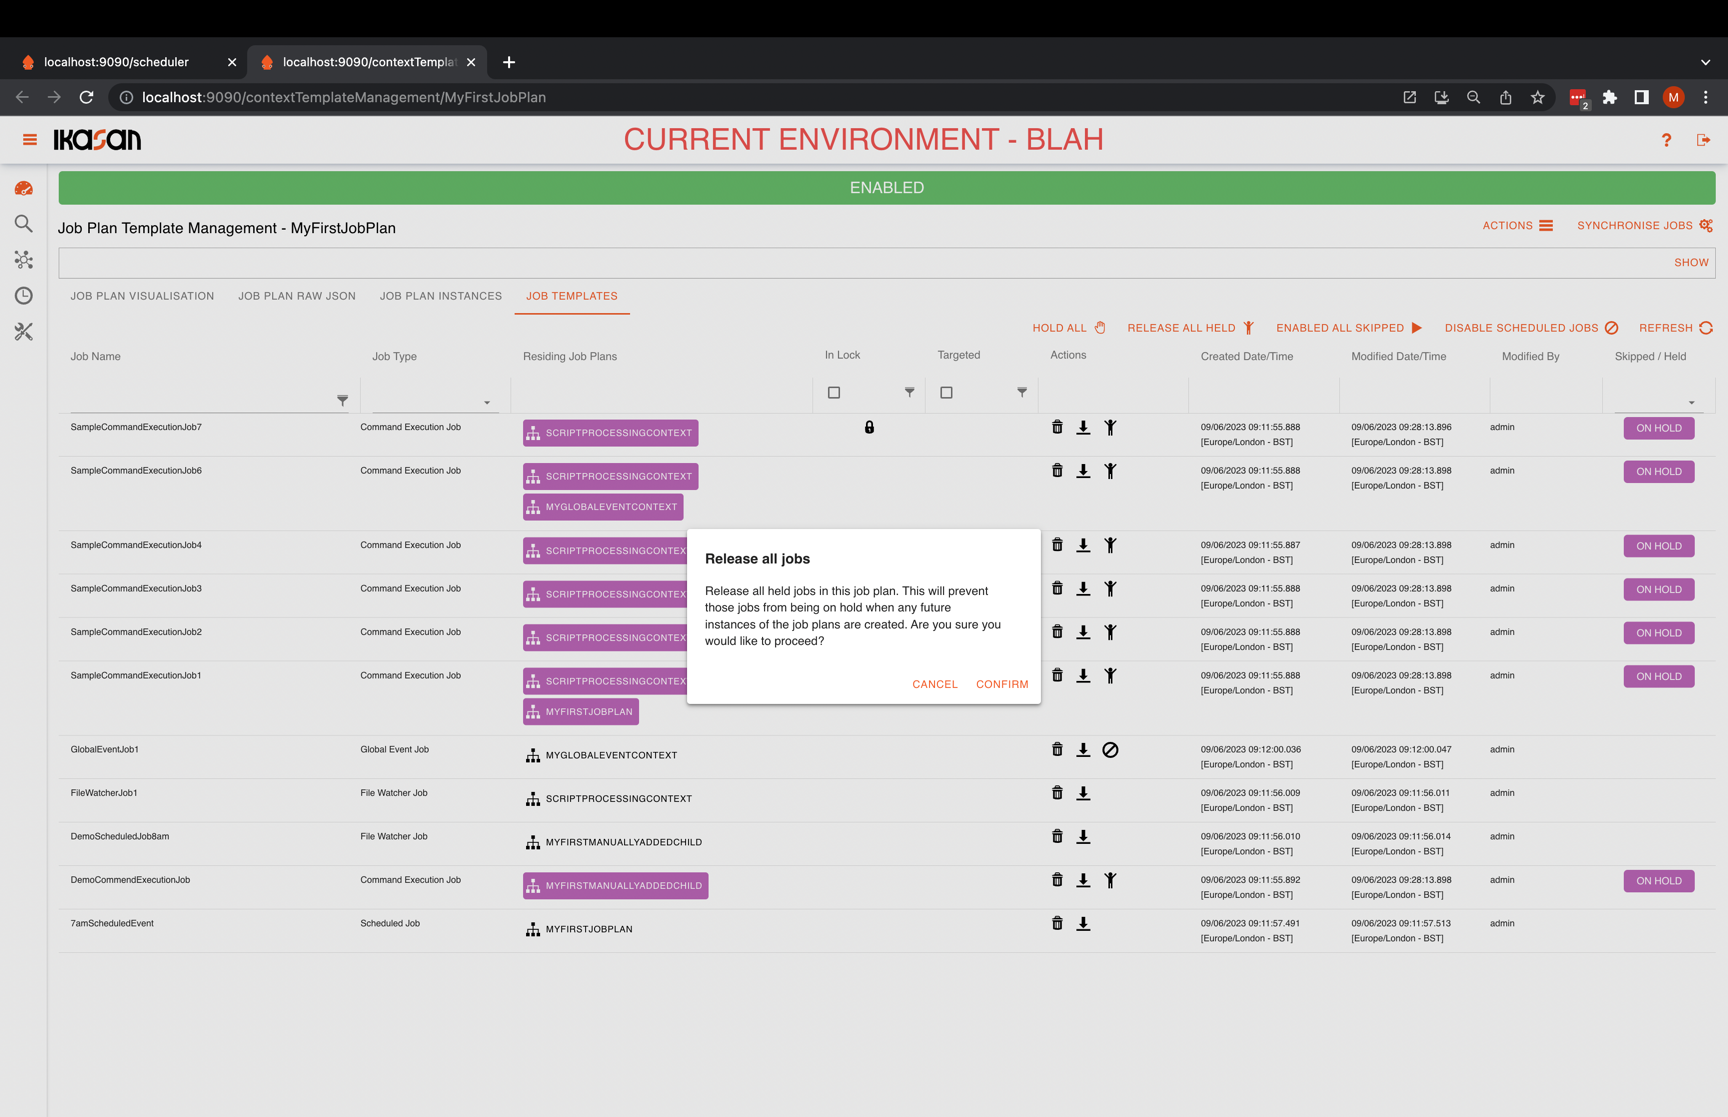 localhost:9090/scheduler
localhost:9090/contextTempla
localhost:9090/contextTemplateManagement/MyFirstJobPlan
2
M
IKASAN
CURRENT ENVIRONMENT - BLAH
?
ENABLED
Job Plan Template Management - MyFirstJobPlan
ACTIONS
SYNCHRONISE JOBS
SHOW
JOB PLAN VISUALISATION
JOB PLAN RAW JSON
JOB PLAN INSTANCES
JOB TEMPLATES
HOLD ALL
RELEASE ALL HELD
ENABLED ALL SKIPPED
DISABLE SCHEDULED JOBS
REFRESH
Job Name
Job Type
Residing Job Plans
In Lock
Targeted
Actions
Created Date/Time
Modified Date/Time
Modified By
Skipped / Held
SampleCommandExecutionJob7
Command Execution Job
SCRIPTPROCESSINGCONTEXT
09/06/2023 09:11:55.888
[Europe/London - BST]
09/06/2023 09:28:13.896
[Europe/London - BST]
admin
ON HOLD
SampleCommandExecutionJob6
Command Execution Job
SCRIPTPROCESSINGCONTEXT
MYGLOBALEVENTCONTEXT
09/06/2023 09:11:55.888
[Europe/London - BST]
09/06/2023 09:28:13.898
[Europe/London - BST]
admin
ON HOLD
SampleCommandExecutionJob4
Command Execution Job
SCRIPTPROCESSINGCONTEX
09/06/2023 09:11:55.887
[Europe/London - BST]
09/06/2023 09:28:13.898
[Europe/London - BST]
admin
ON HOLD
SampleCommandExecutionJob3
Command Execution Job
SCRIPTPROCESSINGCONTEX
09/06/2023 09:11:55.888
[Europe/London - BST]
09/06/2023 09:28:13.898
[Europe/London - BST]
admin
ON HOLD
SampleCommandExecutionJob2
Command Execution Job
SCRIPTPROCESSINGCONTEX
09/06/2023 09:11:55.888
[Europe/London - BST]
09/06/2023 09:28:13.898
[Europe/London - BST]
admin
ON HOLD
SampleCommandExecutionJob1
Command Execution Job
SCRIPTPROCESSINGCONTEX
MYFIRSTJOBPLAN
09/06/2023 09:11:55.888
[Europe/London - BST]
09/06/2023 09:28:13.898
[Europe/London - BST]
admin
ON HOLD
Release all jobs
Release all held jobs in this job plan. This will prevent
those jobs from being on hold when any future
instances of the job plans are created. Are you sure you
would like to proceed?
CANCEL
CONFIRM
GlobalEventJob1
Global Event Job
MYGLOBALEVENTCONTEXT
09/06/2023 09:12:00.036
[Europe/London - BST]
09/06/2023 09:12:00.047
[Europe/London - BST]
admin
FileWatcherJob1
File Watcher Job
SCRIPTPROCESSINGCONTEXT
09/06/2023 09:11:56.009
[Europe/London - BST]
09/06/2023 09:11:56.011
[Europe/London - BST]
admin
DemoScheduledJob8am
File Watcher Job
MYFIRSTMANUALLYADDEDCHILD
09/06/2023 09:11:56.010
[Europe/London - BST]
09/06/2023 09:11:56.014
[Europe/London - BST]
admin
DemoCommendExecutionJob
Command Execution Job
MYFIRSTMANUALLYADDEDCHILD
09/06/2023 09:11:55.892
[Europe/London - BST]
09/06/2023 09:28:13.898
[Europe/London - BST]
admin
ON HOLD
7amScheduledEvent
Scheduled Job
MYFIRSTJOBPLAN
09/06/2023 09:11:57.491
[Europe/London - BST]
09/06/2023 09:11:57.513
[Europe/London - BST]
admin